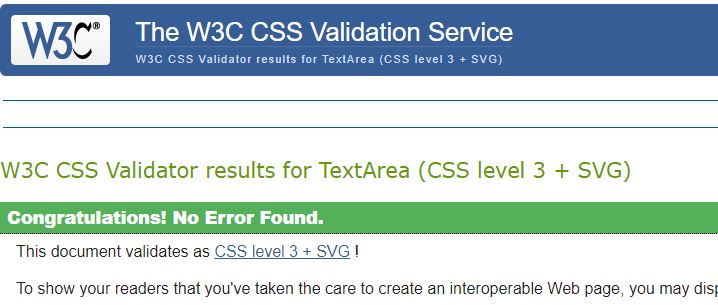 W3C® The W3C CSS Validation Service
W3C CSS Validator results for TextArea (CSS level 3 + SVG)
W3C CSS Validator results for TextArea (CSS level 3 + SVG)
Congratulations! No Error Found.
This document validates as CSS level 3 + SVG !
To show your readers that you've taken the care to create an interoperable Web page, you may